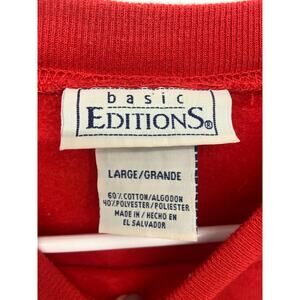 basic
EDITIONS®
LARGE/GRANDE
60% COTTON/ALGODON
40% POLYESTER/POLIESTER
MADE IN / HECHO EN
EL SALVADOR